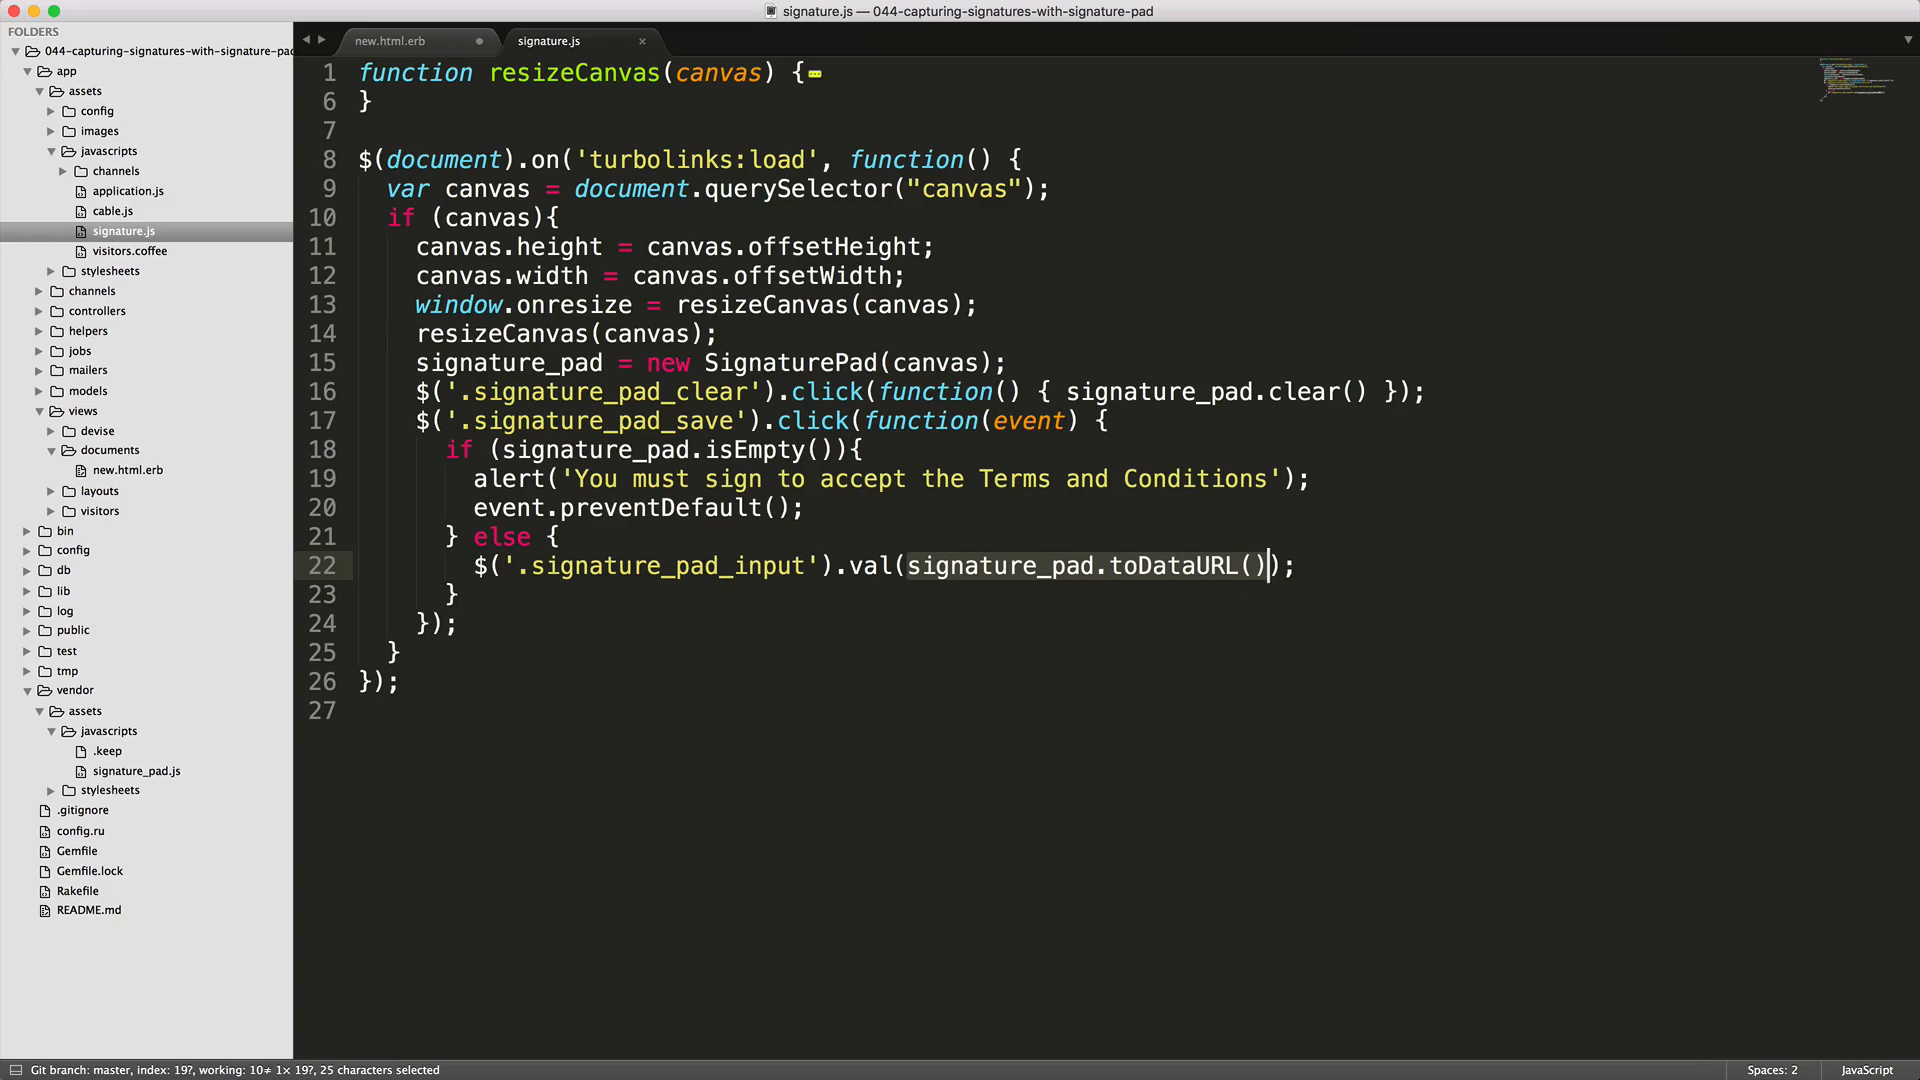 signature.js — 044-capturing-signatures-with-signature-pad
FOLDERS
044-capturing-signatures-with-signature-pad
app
assets
config
images
javascripts
channels
application.js
cable.js
signature.js
visitors.coffee
stylesheets
channels
controllers
helpers
jobs
mailers
models
views
devise
documents
new.html.erb
layouts
visitors
bin
config
db
lib
log
public
test
tmp
vendor
assets
javascripts
.keep
signature_pad.js
stylesheets
.gitignore
config.ru
Gemfile
Gemfile.lock
Rakefile
README.md
new.html.erb
signature.js
1 function resizeCanvas(canvas) {
6 }
7
8 $(document).on('turbolinks:load', function() {
9   var canvas = document.querySelector("canvas");
10   if (canvas){
11     canvas.height = canvas.offsetHeight;
12     canvas.width = canvas.offsetWidth;
13     window.onresize = resizeCanvas(canvas);
14     resizeCanvas(canvas);
15     signature_pad = new SignaturePad(canvas);
16     $('.signature_pad_clear').click(function() { signature_pad.clear() });
17     $('.signature_pad_save').click(function(event) {
18       if (signature_pad.isEmpty()){
19         alert('You must sign to accept the Terms and Conditions');
20         event.preventDefault();
21       } else {
22         $('.signature_pad_input').val(signature_pad.toDataURL());
23       }
24     });
25   }
26 });
27
Git branch: master, index: 19?, working: 10≠ 1× 19?, 25 characters selected
Spaces: 2
JavaScript